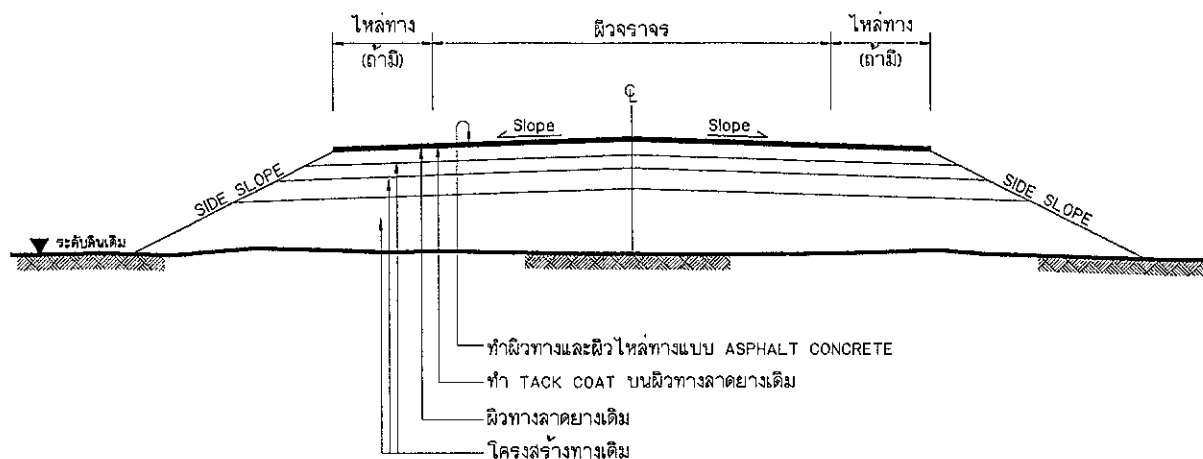 ไหล่ทาง
(ถ้ามี)
ผิวจราจร
ไหล่ทาง
(ถ้ามี)
℄
Slope
Slope
SIDE SLOPE
SIDE SLOPE
ระดับดินเดิม
ทำผิวทางและผิวไหล่ทางแบบ ASPHALT CONCRETE
ทำ TACK COAT บนผิวทางลาดยางเดิม
ผิวทางลาดยางเดิม
โครงสร้างทางเดิม